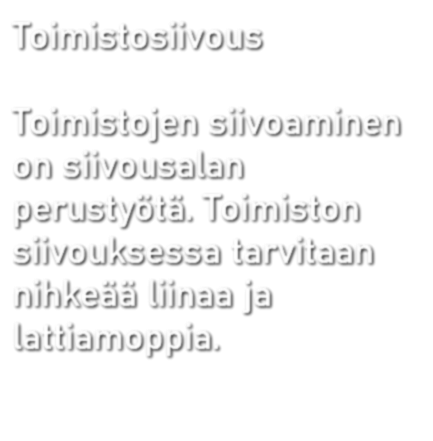 Toimistosiivous
Toimistojen siivoaminen
on siivousalan
perustyötä. Toimiston
siivouksessa tarvitaan
nihkeää liinaa ja
lattiamoppia.